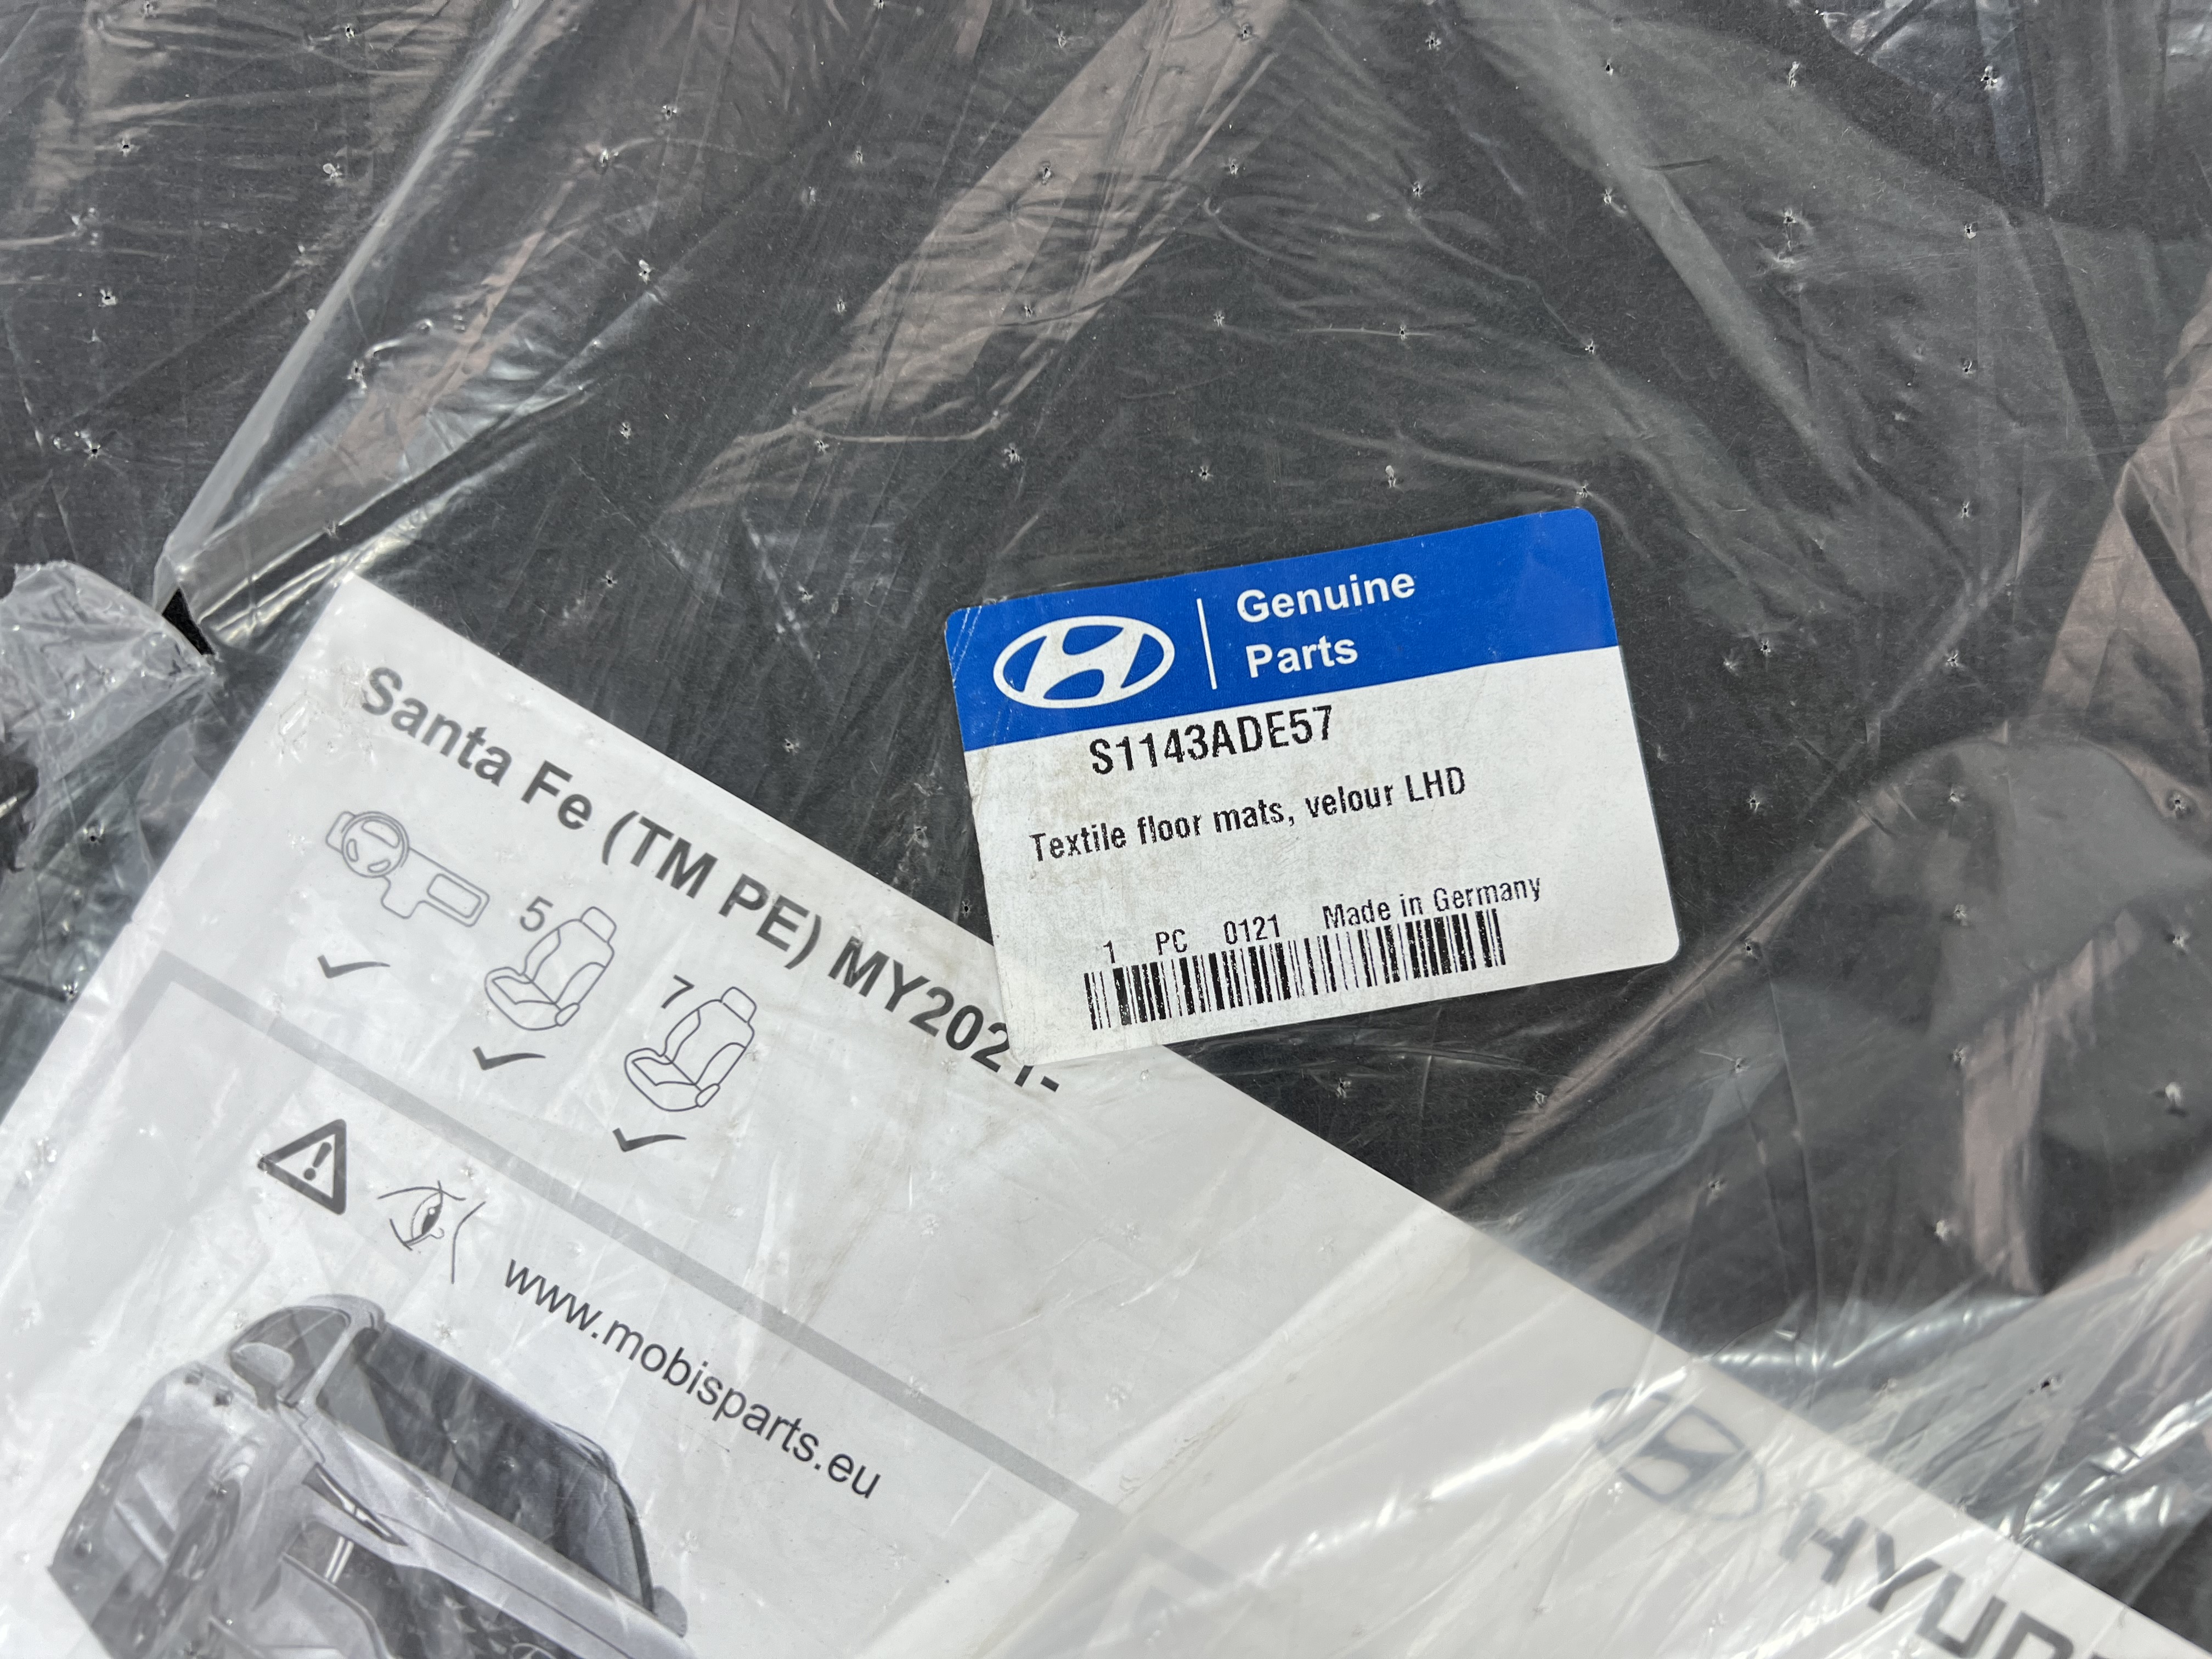 Genuine
Parts
S1143ADE57
Textile floor mats, velour LHD
1 PC 0121 Made in Germany
Santa Fe (TM PE) MY2021-
5
7
www.mobisparts.eu